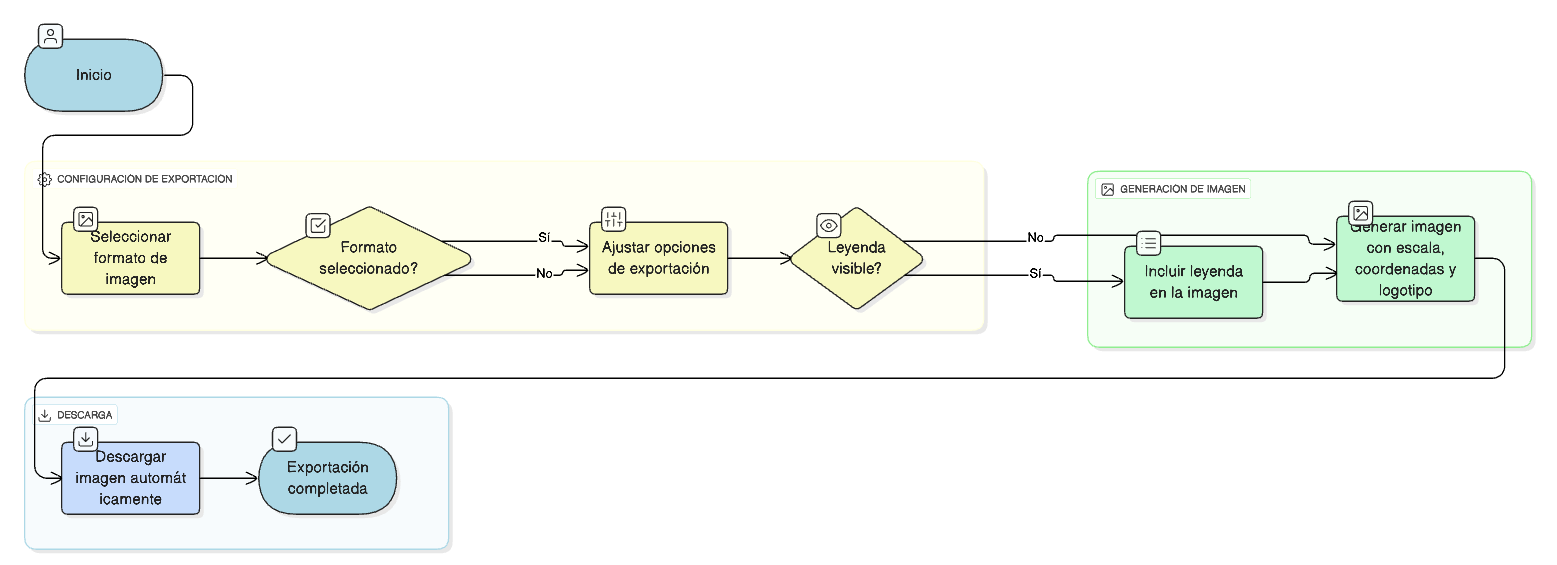 Inicio
CONFIGURACIÓN DE EXPORTACIÓN
Seleccionar
formato de
imagen
Formato
seleccionado?
Sí
No
Ajustar opciones
de exportación
Leyenda
visible?
No
Sí
GENERACIÓN DE IMAGEN
Incluir leyenda
en la imagen
Generar imagen
con escala,
coordenadas y
logotipo
DESCARGA
Descargar
imagen automát
icamente
Exportación
completada